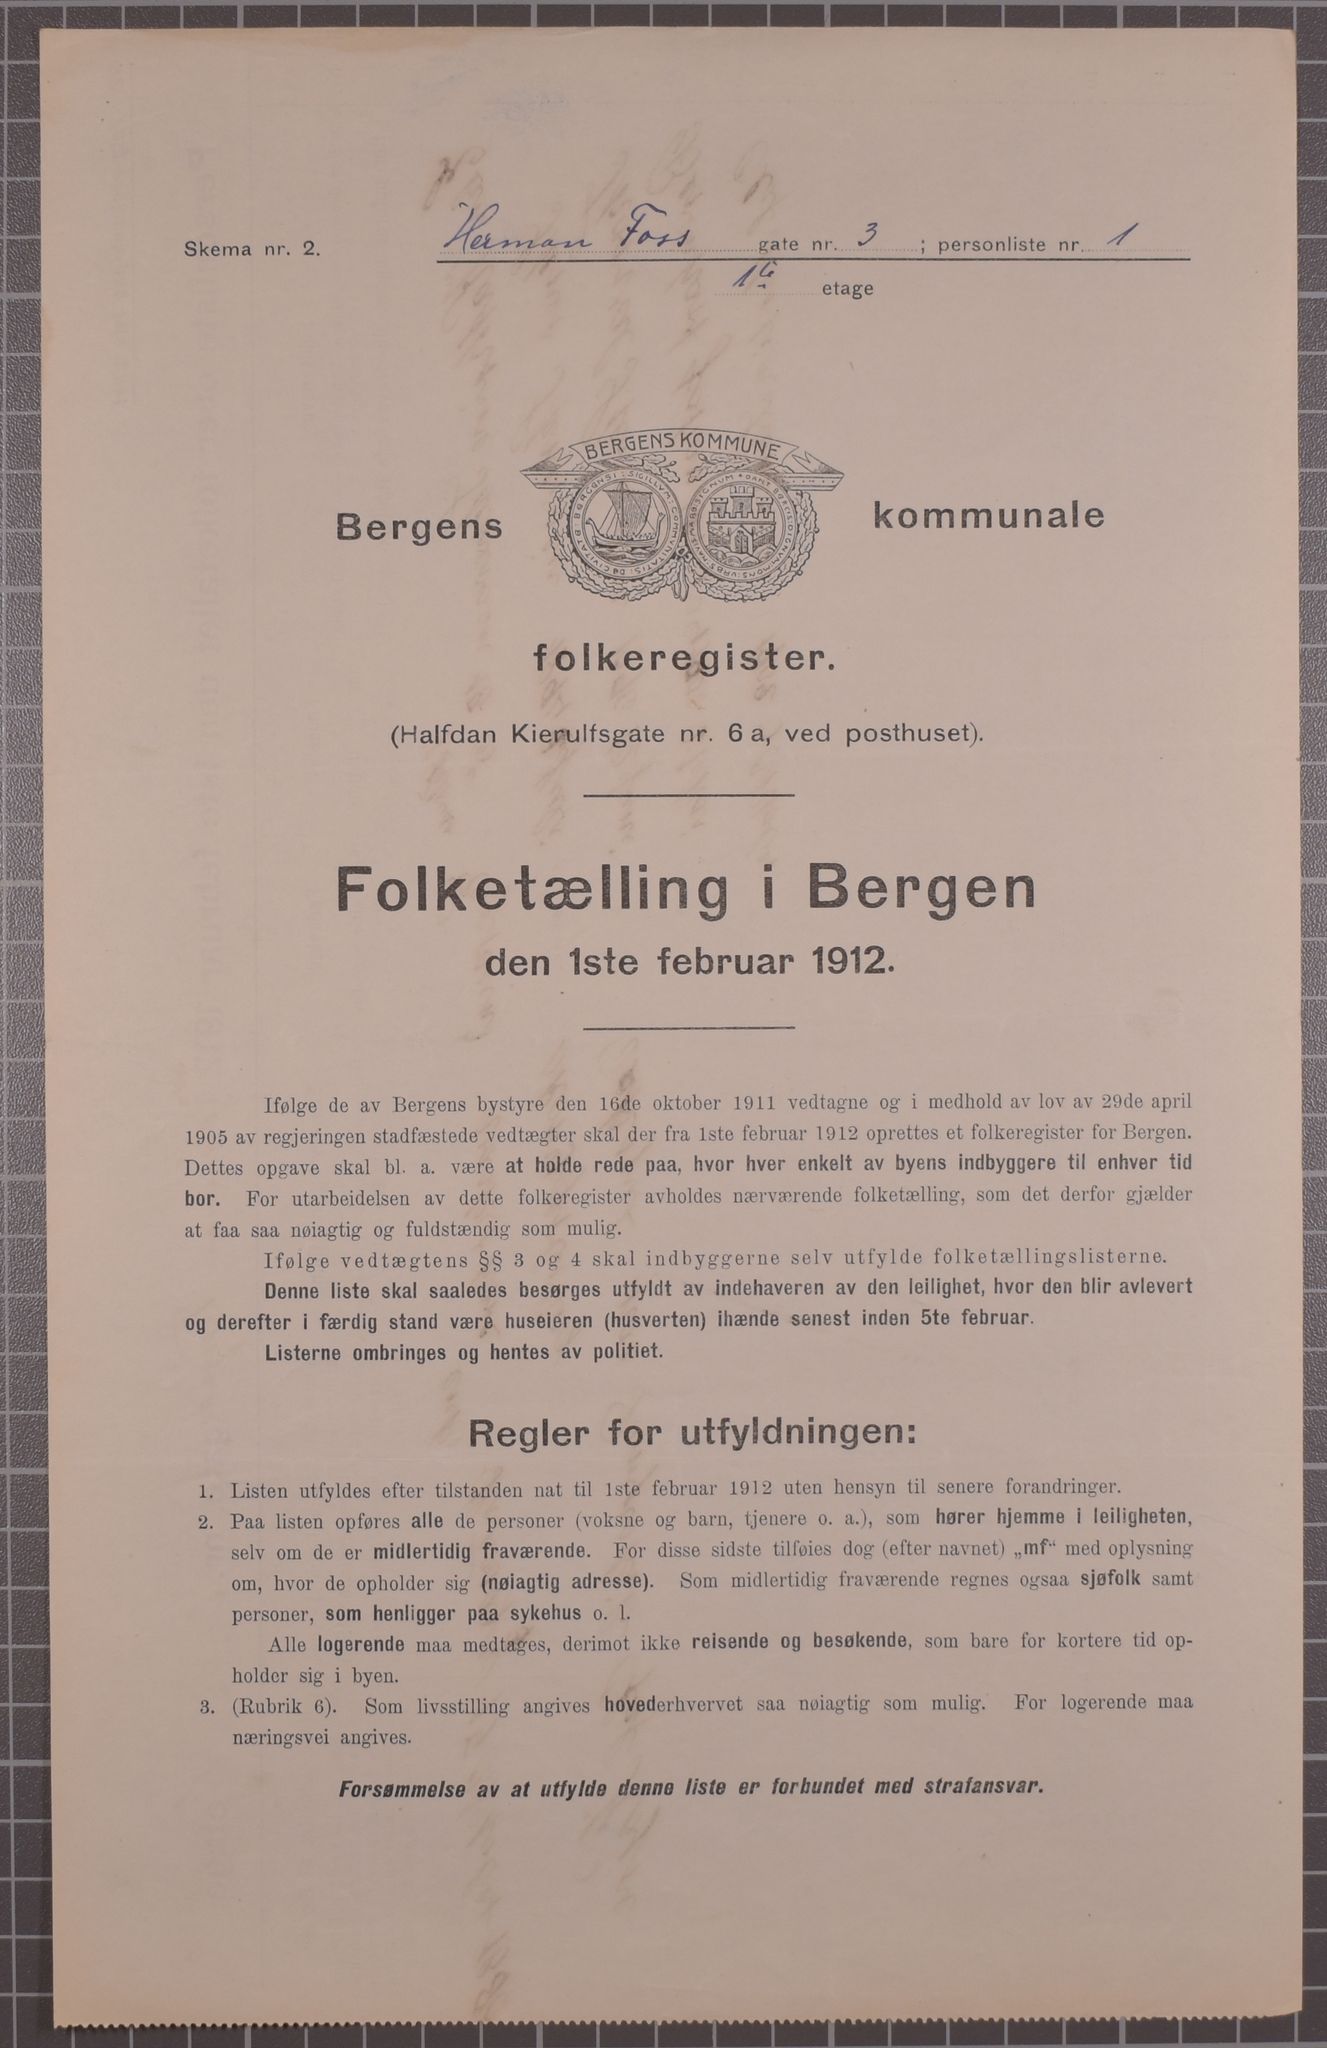 Skema nr. 2. Herman Foss gate nr. 3 ; personliste nr. 1
1te etage
BERGENS KOMMUNE
Bergens kommunale
folkeregister.
(Halfdan Kierulfsgate nr. 6 a, ved posthuset).
Folketælling i Bergen
den 1ste februar 1912.
Ifølge de av Bergens bystyre den 16de oktober 1911 vedtagne og i medhold av lov av 29de april
1905 av regjeringen stadfæstede vedtægter skal der fra 1ste februar 1912 oprettes et folkeregister for Bergen.
Dettes opgave skal bl. a. være at holde rede paa, hvor hver enkelt av byens indbyggere til enhver tid
bor. For utarbeidelsen av dette folkeregister avholdes nærværende folketælling, som det derfor gjælder
at faa saa nøiagtig og fuldstændig som mulig.
Ifølge vedtægtens §§ 3 og 4 skal indbyggerne selv utfylde folketællingslisterne.
Denne liste skal saaledes besørges utfyldt av indehaveren av den leilighet, hvor den blir avlevert
og derefter i færdig stand være huseieren (husverten) ihænde senest inden 5te februar.
Listerne ombringes og hentes av politiet.
Regler for utfyldningen:
1. Listen utfyldes efter tilstanden nat til 1ste februar 1912 uten hensyn til senere forandringer.
2. Paa listen opføres alle de personer (voksne og barn, tjenere o. a.), som hører hjemme i leiligheten,
selv om de er midlertidig fraværende. For disse sidste tilføies dog (efter navnet) „mf“ med oplysning
om, hvor de opholder sig (nøiagtig adresse). Som midlertidig fraværende regnes ogsaa sjøfolk samt
personer, som henligger paa sykehus o. l.
Alle logerende maa medtages, derimot ikke reisende og besøkende, som bare for kortere tid op-
holder sig i byen.
3. (Rubrik 6). Som livsstilling angives hovederhvervet saa nøiagtig som mulig. For logerende maa
næringsvei angives.
Forsømmelse av at utfylde denne liste er forbundet med strafansvar.